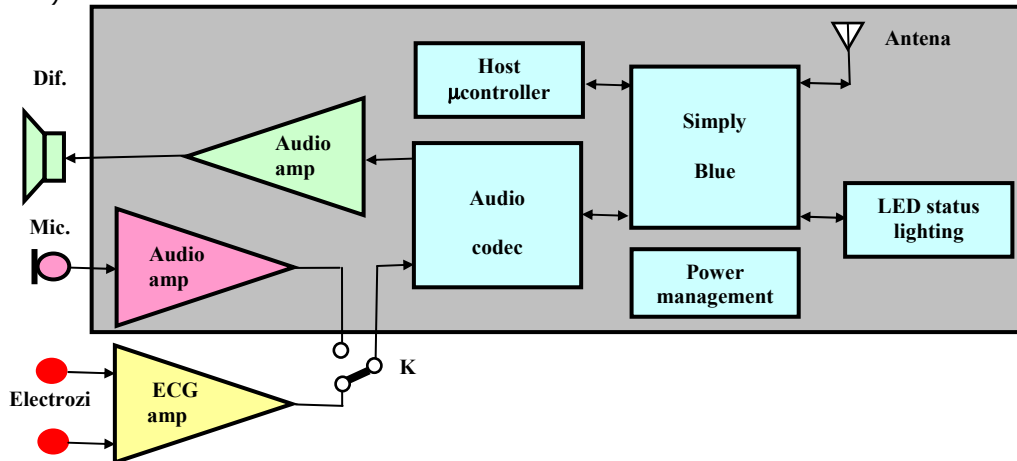 )
Antena
Dif.
Host
μcontroller
Simply
Blue
Audio
amp
Audio
codec
LED status
lighting
Mic.
Audio
amp
Power
management
K
Electrozi
ECG
amp